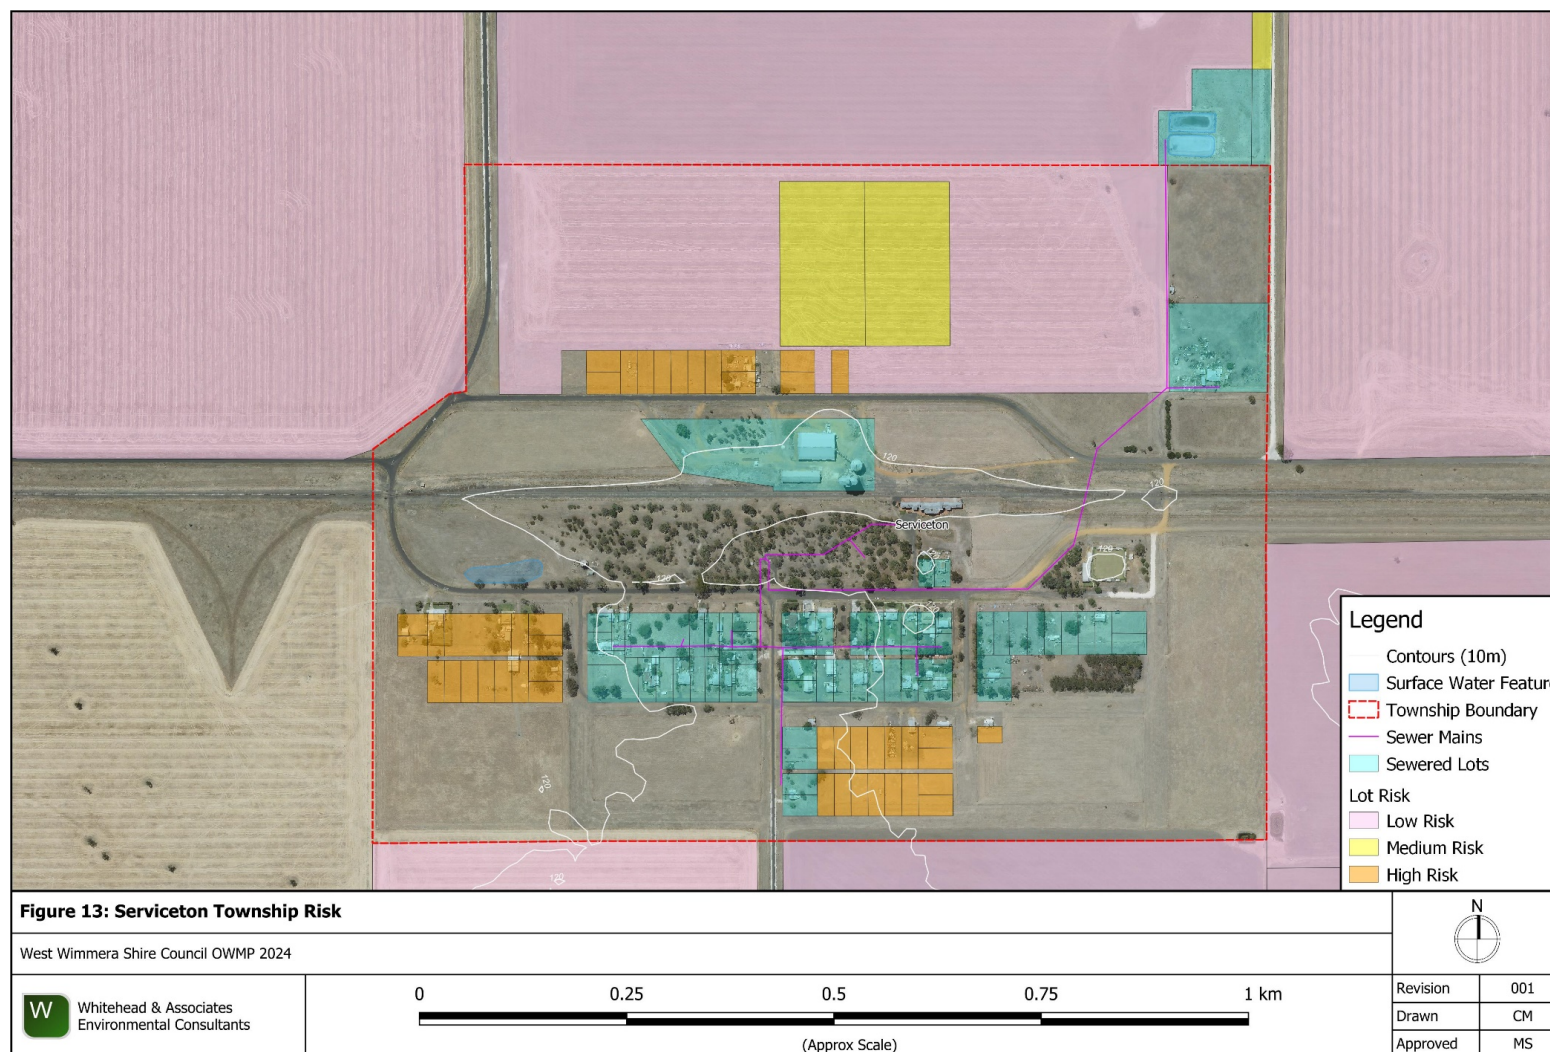 120
Serviceton
120
120
120
120
120
120
120
Legend
Contours (10m)
Surface Water Feature
Township Boundary
Sewer Mains
Sewered Lots
Lot Risk
Low Risk
Medium Risk
High Risk
Figure 13: Serviceton Township Risk
West Wimmera Shire Council OWMP 2024
N
W
Whitehead & Associates
Environmental Consultants
0 0.25 0.5 0.75 1 km
(Approx Scale)
Revision 001
Drawn CM
Approved MS